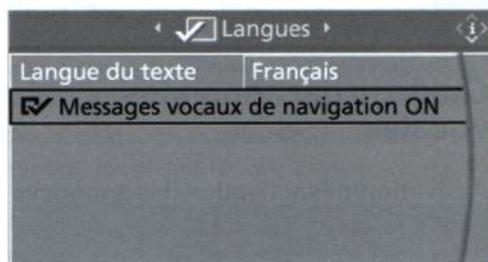 Langues
i
Langue du texte Français
Messages vocaux de navigation ON